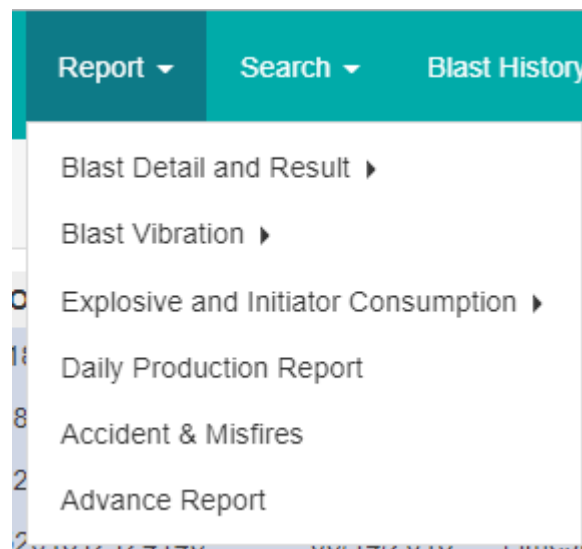 Report Search Blast History
Blast Detail and Result
Blast Vibration
Explosive and Initiator Consumption
Daily Production Report
Accident & Misfires
Advance Report